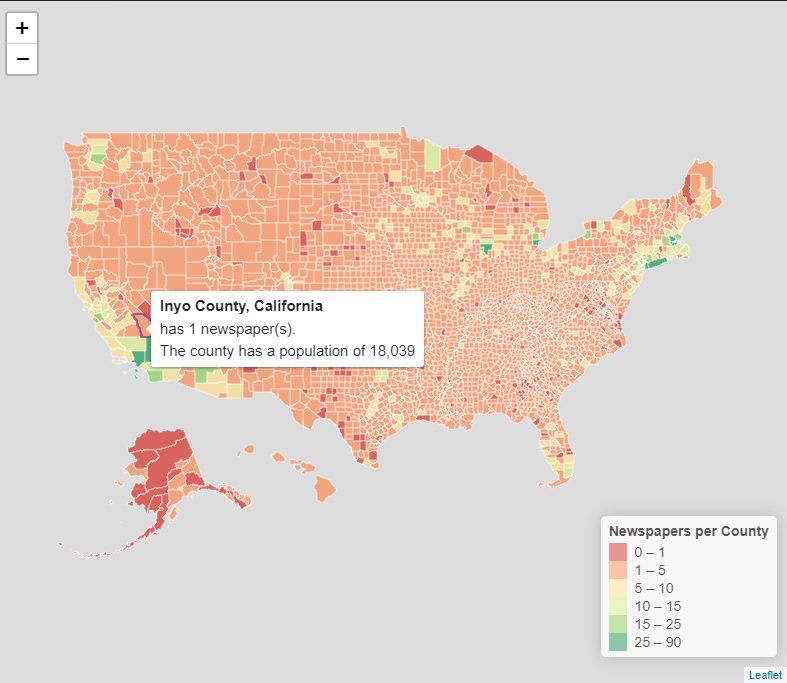 +
−
Inyo County, California
has 1 newspaper(s).
The county has a population of 18,039
Newspapers per County
0 – 1
1 – 5
5 – 10
10 – 15
15 – 25
25 – 90
Leaflet